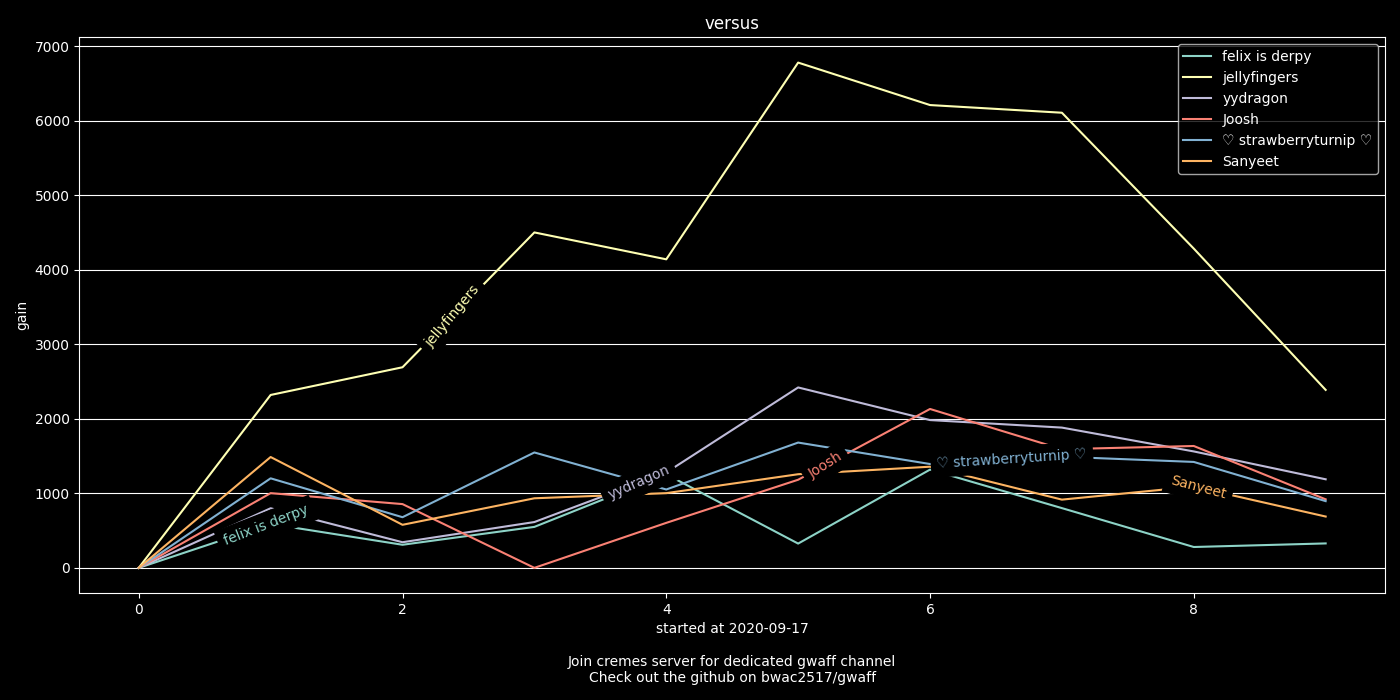 versus
7000
6000
5000
4000
3000
2000
1000
0
gain
felix is derpy
jellyfingers
yydragon
Joosh
♡ strawberryturnip ♡
Sanyeet
jellyfingers
felix is derpy
yydragon
Joosh
♡ strawberryturnip ♡
Sanyeet
0 2 4 6 8
started at 2020-09-17
Join cremes server for dedicated gwaff channel
Check out the github on bwac2517/gwaff